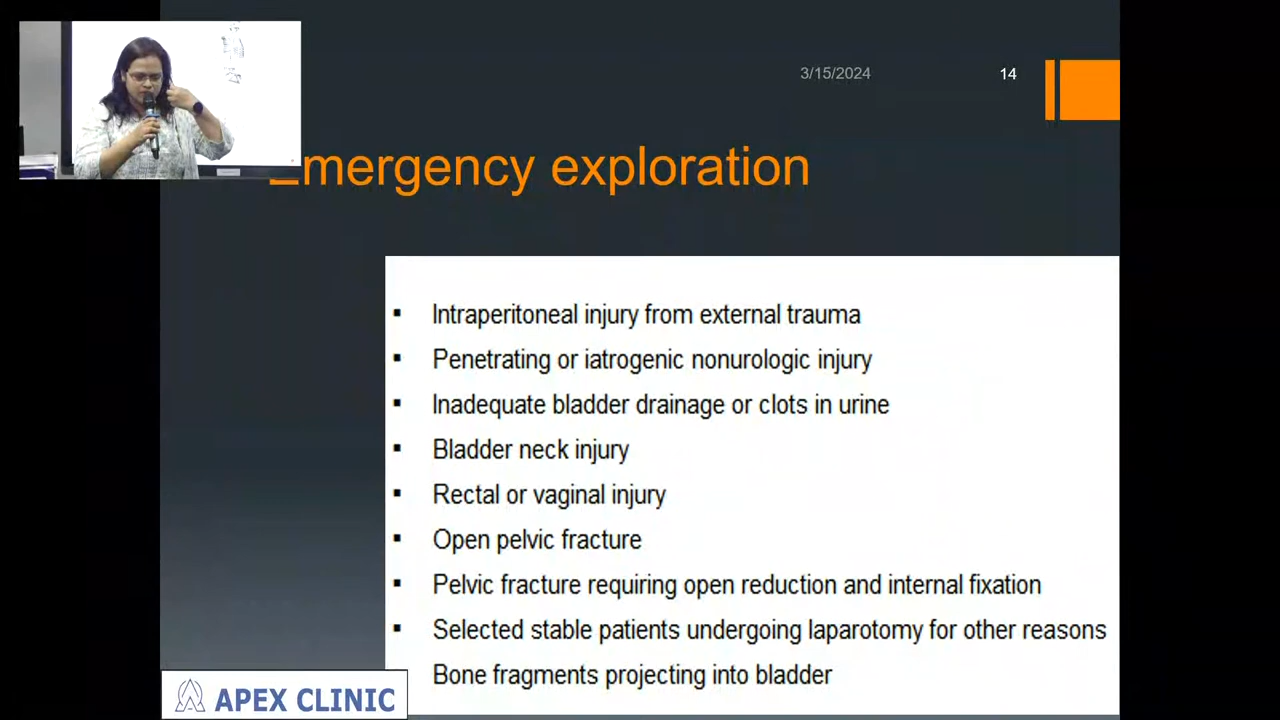 3/15/2024
14
Emergency exploration
▪ Intraperitoneal injury from external trauma
▪ Penetrating or iatrogenic nonurologic injury
▪ Inadequate bladder drainage or clots in urine
▪ Bladder neck injury
▪ Rectal or vaginal injury
▪ Open pelvic fracture
▪ Pelvic fracture requiring open reduction and internal fixation
▪ Selected stable patients undergoing laparotomy for other reasons
Bone fragments projecting into bladder
APEX CLINIC